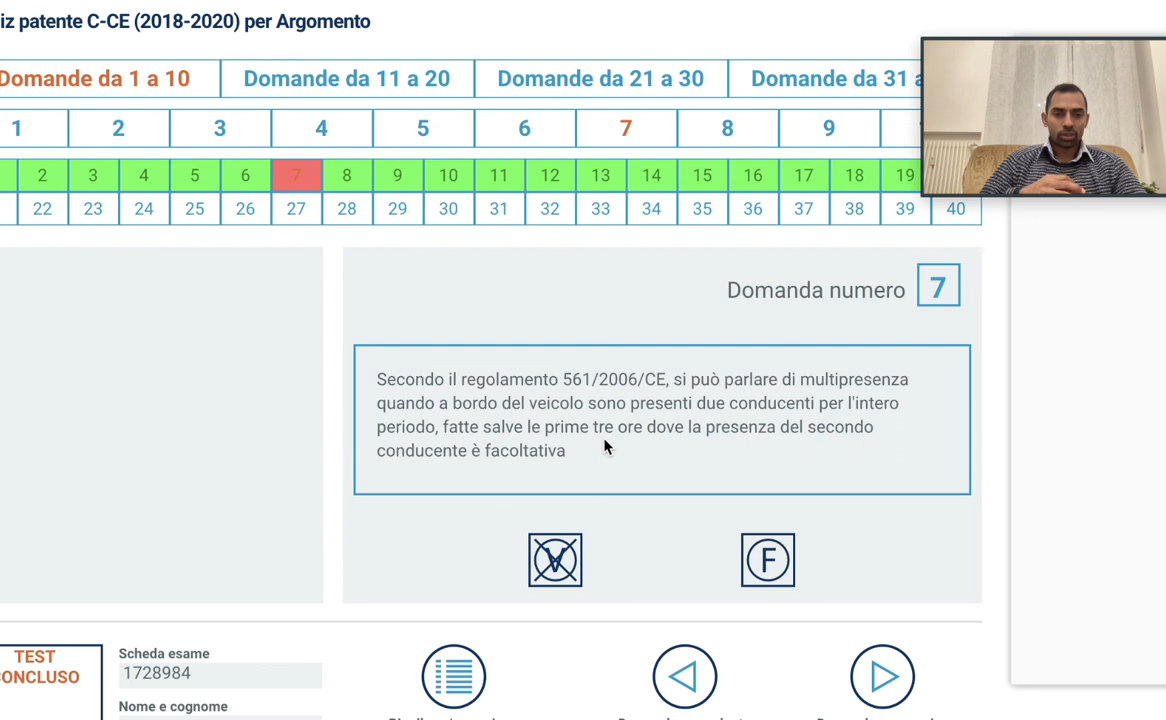 iz patente C-CE (2018-2020) per Argomento
Domande da 1 a 10 Domande da 11 a 20 Domande da 21 a 30 Domande da 31 a
1 2 3 4 5 6 7 8 9
2 3 4 5 6 7 8 9 10 11 12 13 14 15 16 17 18 19
22 23 24 25 26 27 28 29 30 31 32 33 34 35 36 37 38 39 40
Domanda numero 7
Secondo il regolamento 561/2006/CE, si può parlare di multipresenza
quando a bordo del veicolo sono presenti due conducenti per l'intero
periodo, fatte salve le prime tre ore dove la presenza del secondo
conducente è facoltativa
V F
TEST
ONCLUSO
Scheda esame
1728984
Nome e cognome